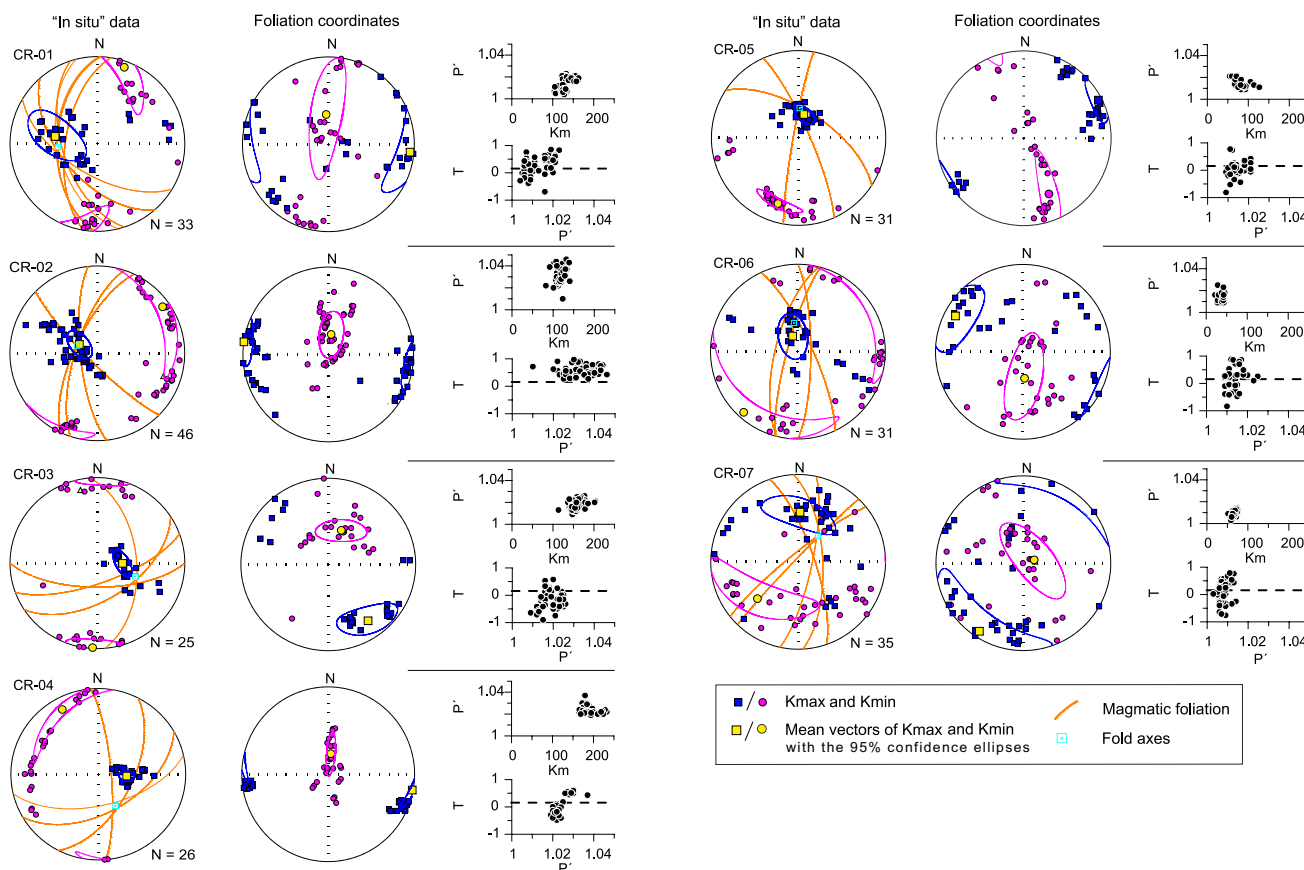 "In situ" data
Foliation coordinates
CR-01
N
N
N = 33
P´
1.04
1
0 100 200
Km
T
1
0
-1
1 1.02 1.04
P´
CR-02
N
N
N = 46
P´
1.04
1
0 100 200
Km
T
1
0
-1
1 1.02 1.04
P´
CR-03
N
N
N = 25
P´
1.04
1
0 100 200
Km
T
1
0
-1
1 1.02 1.04
P´
CR-04
N
N
N = 26
P´
1.04
1
0 100 200
Km
T
1
0
-1
1 1.02 1.04
P´
"In situ" data
Foliation coordinates
CR-05
N
N
N = 31
P´
1.04
1
0 100 200
Km
T
1
0
-1
1 1.02 1.04
P´
CR-06
N
N
N = 31
P´
1.04
1
0 100 200
Km
T
1
0
-1
1 1.02 1.04
P´
CR-07
N
N
N = 35
P´
1.04
1
0 100 200
Km
T
1
0
-1
1 1.02 1.04
P´
/ Kmax and Kmin
/ Mean vectors of Kmax and Kmin
with the 95% confidence ellipses
Magmatic foliation
Fold axes